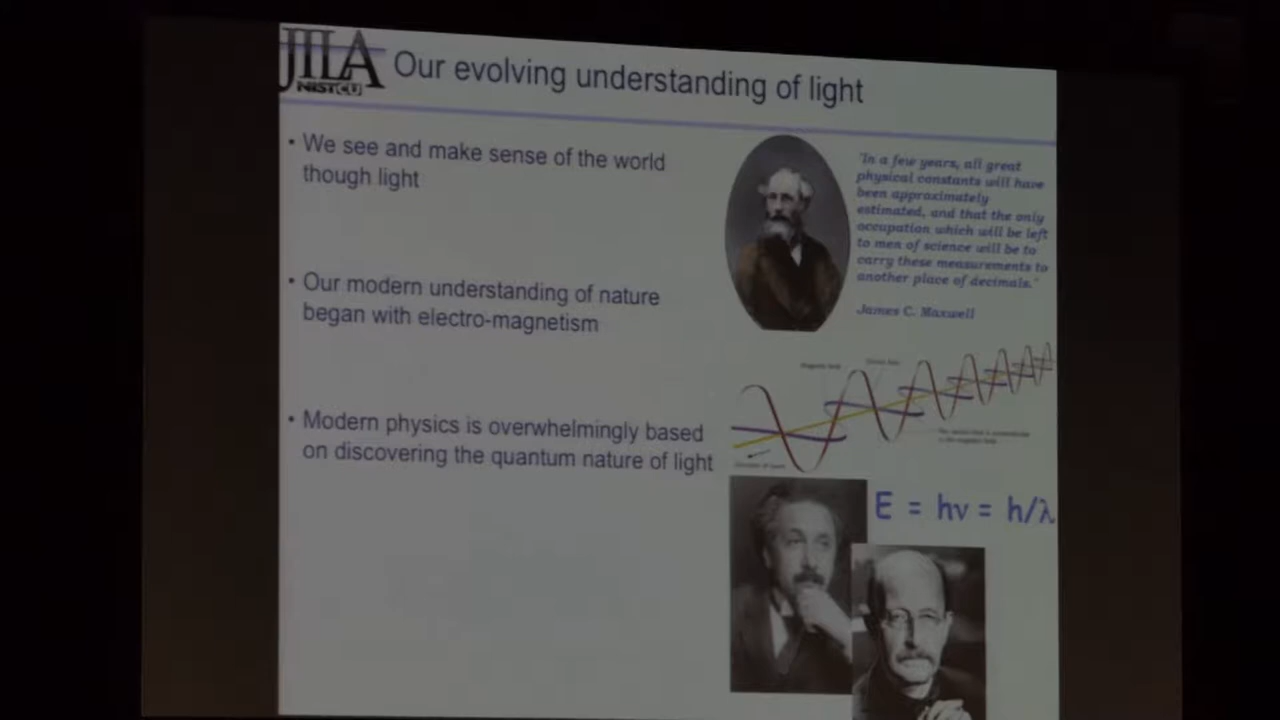 JILA
NIST CU
Our evolving understanding of light
• We see and make sense of the world
though light
• Our modern understanding of nature
began with electro-magnetism
• Modern physics is overwhelmingly based
on discovering the quantum nature of light
"In a few years, all great
physical constants will have
been approximately
estimated, and that the only
occupation which will be left
to men of science will be to
carry these measurements to
another place of decimals."
James C. Maxwell
Magnetic field
E = hν = h/λ